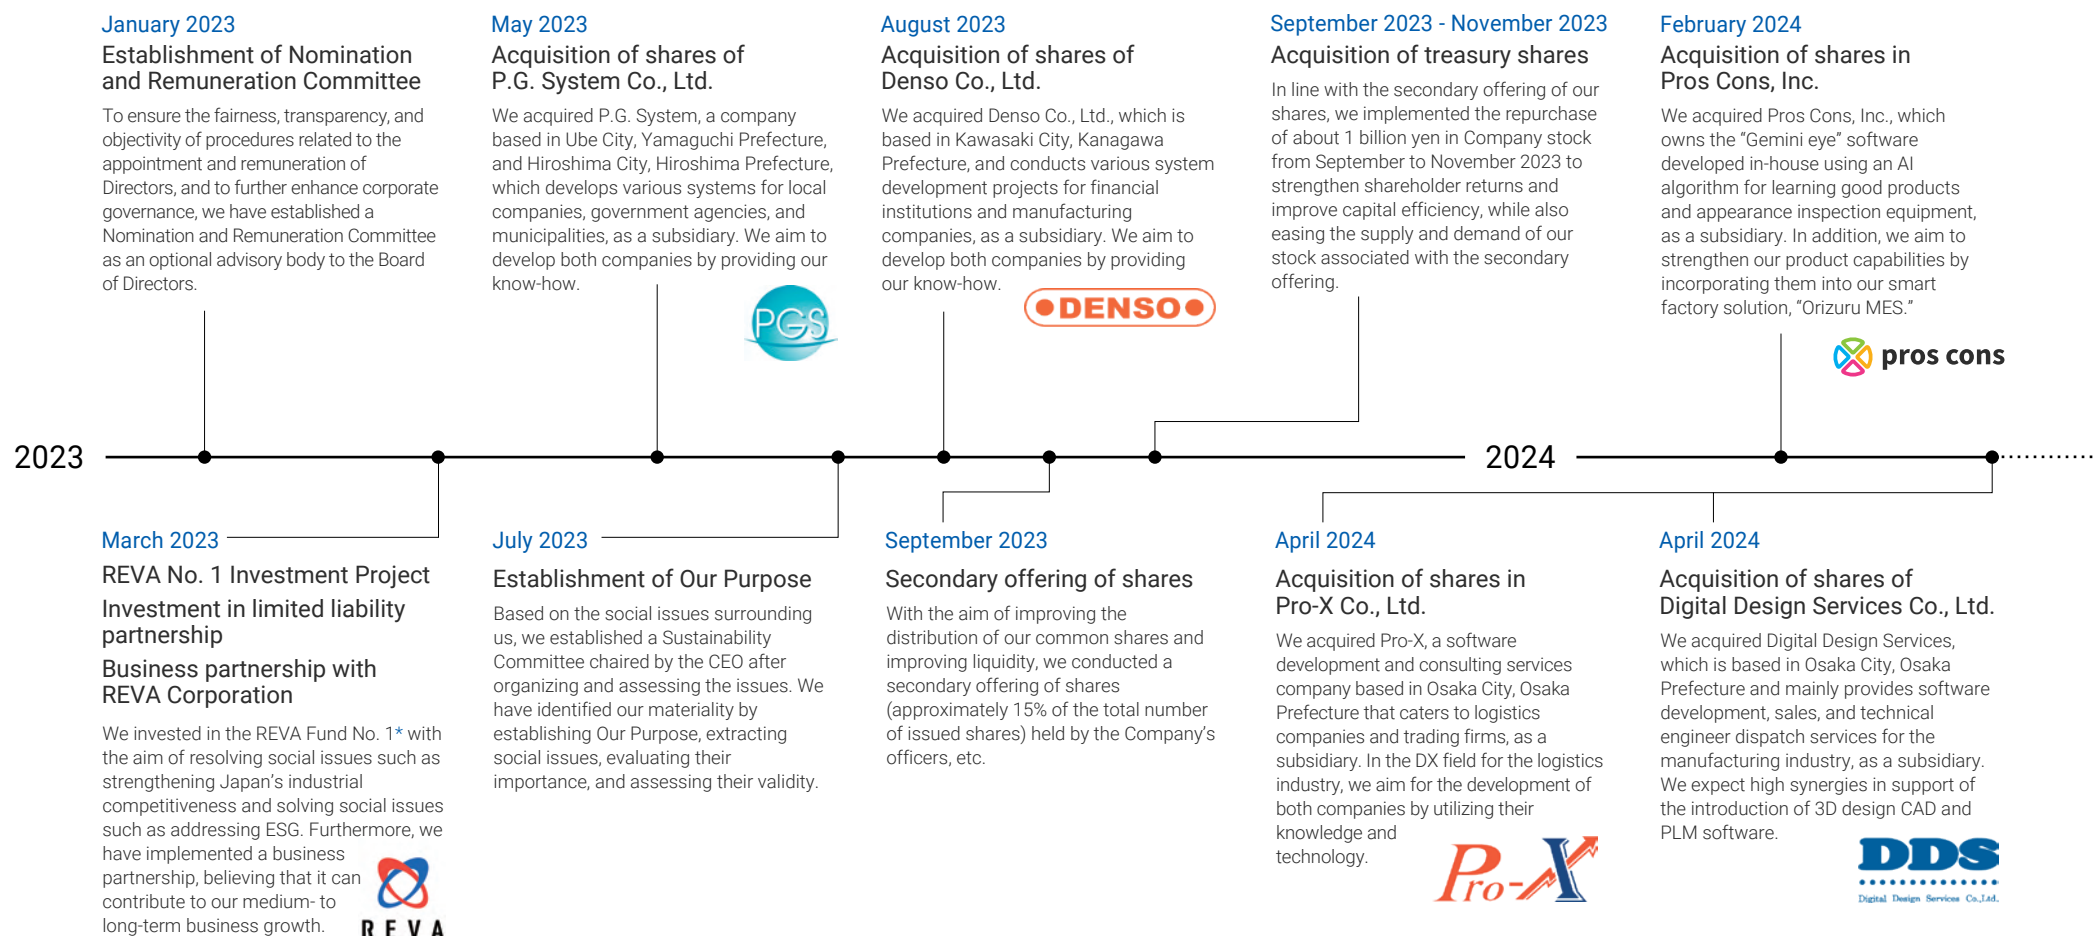 January 2023
Establishment of Nomination
and Remuneration Committee
To ensure the fairness, transparency, and
objectivity of procedures related to the
appointment and remuneration of
Directors, and to further enhance corporate
governance, we have established a
Nomination and Remuneration Committee
as an optional advisory body to the Board
of Directors.
May 2023
Acquisition of shares of
P.G. System Co., Ltd.
We acquired P.G. System, a company
based in Ube City, Yamaguchi Prefecture,
and Hiroshima City, Hiroshima Prefecture,
which develops various systems for local
companies, government agencies, and
municipalities, as a subsidiary. We aim to
develop both companies by providing our
know-how.
PGS
August 2023
Acquisition of shares of
Denso Co., Ltd.
We acquired Denso Co., Ltd., which is
based in Kawasaki City, Kanagawa
Prefecture, and conducts various system
development projects for financial
institutions and manufacturing
companies, as a subsidiary. We aim to
develop both companies by providing
our know-how.
DENSO
September 2023 - November 2023
Acquisition of treasury shares
In line with the secondary offering of our
shares, we implemented the repurchase
of about 1 billion yen in Company stock
from September to November 2023 to
strengthen shareholder returns and
improve capital efficiency, while also
easing the supply and demand of our
stock associated with the secondary
offering.
February 2024
Acquisition of shares in
Pros Cons, Inc.
We acquired Pros Cons, Inc., which
owns the “Gemini eye” software
developed in-house using an AI
algorithm for learning good products
and appearance inspection equipment,
as a subsidiary. In addition, we aim to
strengthen our product capabilities by
incorporating them into our smart
factory solution, “Orizuru MES.”
pros cons
2023
2024
March 2023
REVA No. 1 Investment Project
Investment in limited liability
partnership
Business partnership with
REVA Corporation
We invested in the REVA Fund No. 1* with
the aim of resolving social issues such as
strengthening Japan’s industrial
competitiveness and solving social issues
such as addressing ESG. Furthermore, we
have implemented a business
partnership, believing that it can
contribute to our medium- to
long-term business growth.
REVA
July 2023
Establishment of Our Purpose
Based on the social issues surrounding
us, we established a Sustainability
Committee chaired by the CEO after
organizing and assessing the issues. We
have identified our materiality by
establishing Our Purpose, extracting
social issues, evaluating their
importance, and assessing their validity.
September 2023
Secondary offering of shares
With the aim of improving the
distribution of our common shares and
improving liquidity, we conducted a
secondary offering of shares
(approximately 15% of the total number
of issued shares) held by the Company’s
officers, etc.
April 2024
Acquisition of shares in
Pro-X Co., Ltd.
We acquired Pro-X, a software
development and consulting services
company based in Osaka City, Osaka
Prefecture that caters to logistics
companies and trading firms, as a
subsidiary. In the DX field for the logistics
industry, we aim for the development of
both companies by utilizing their
knowledge and
technology.
Pro-X
April 2024
Acquisition of shares of
Digital Design Services Co., Ltd.
We acquired Digital Design Services,
which is based in Osaka City, Osaka
Prefecture and mainly provides software
development, sales, and technical
engineer dispatch services for the
manufacturing industry, as a subsidiary.
We expect high synergies in support of
the introduction of 3D design CAD and
PLM software.
DDS
Digital Design Services Co.,Ltd.